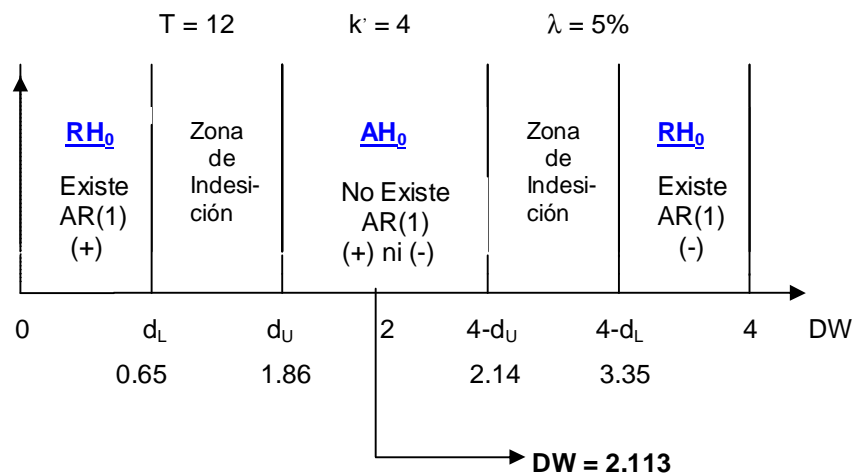 T = 12 k' = 4 λ = 5%
RH₀
Existe
AR(1)
(+)
Zona
de
Indesi-
ción
AH₀
No Existe
AR(1)
(+) ni (-)
Zona
de
Indesi-
ción
RH₀
Existe
AR(1)
(-)
0 dL dU 2 4-dU 4-dL 4 DW
0.65 1.86 2.14 3.35
DW = 2.113